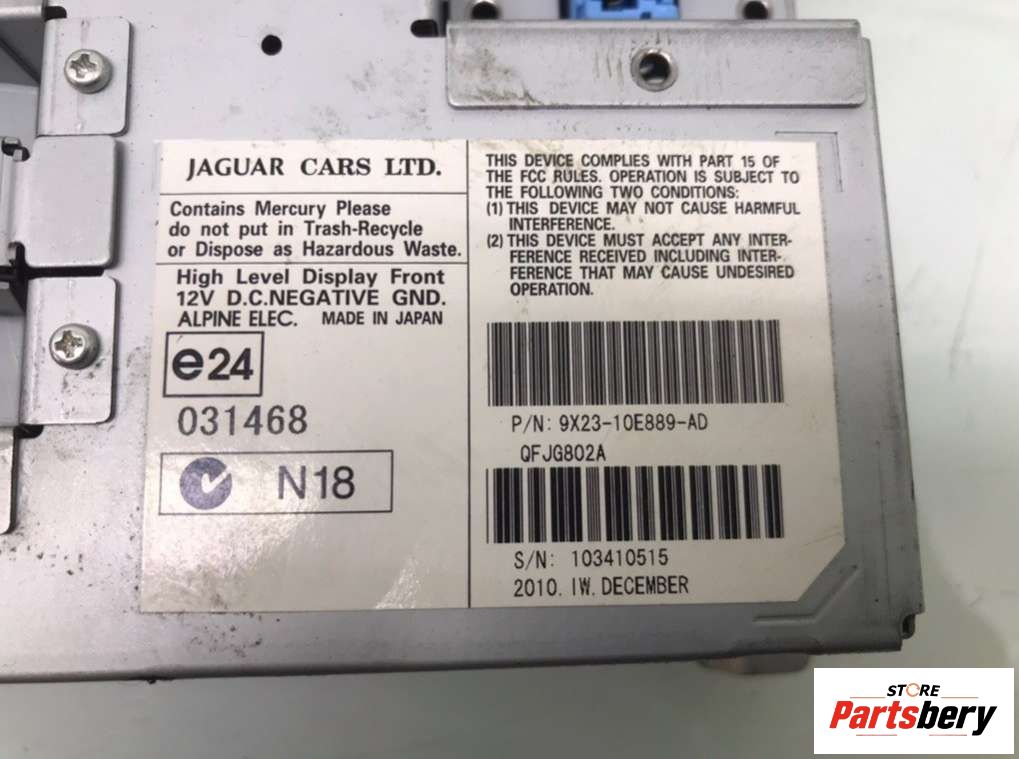 JAGUAR CARS LTD.
Contains Mercury Please
do not put in Trash-Recycle
or Dispose as Hazardous Waste.
High Level Display Front
12V D.C.NEGATIVE GND.
ALPINE ELEC. MADE IN JAPAN
e24
031468
N18
THIS DEVICE COMPLIES WITH PART 15 OF
THE FCC RULES. OPERATION IS SUBJECT TO
THE FOLLOWING TWO CONDITIONS:
(1) THIS DEVICE MAY NOT CAUSE HARMFUL
INTERFERENCE.
(2) THIS DEVICE MUST ACCEPT ANY INTER-
FERENCE RECEIVED INCLUDING INTER-
FERENCE THAT MAY CAUSE UNDESIRED
OPERATION.
P/N: 9X23-10E889-AD
QFJG802A
S/N: 103410515
2010. IW. DECEMBER
STORE
Partsbery